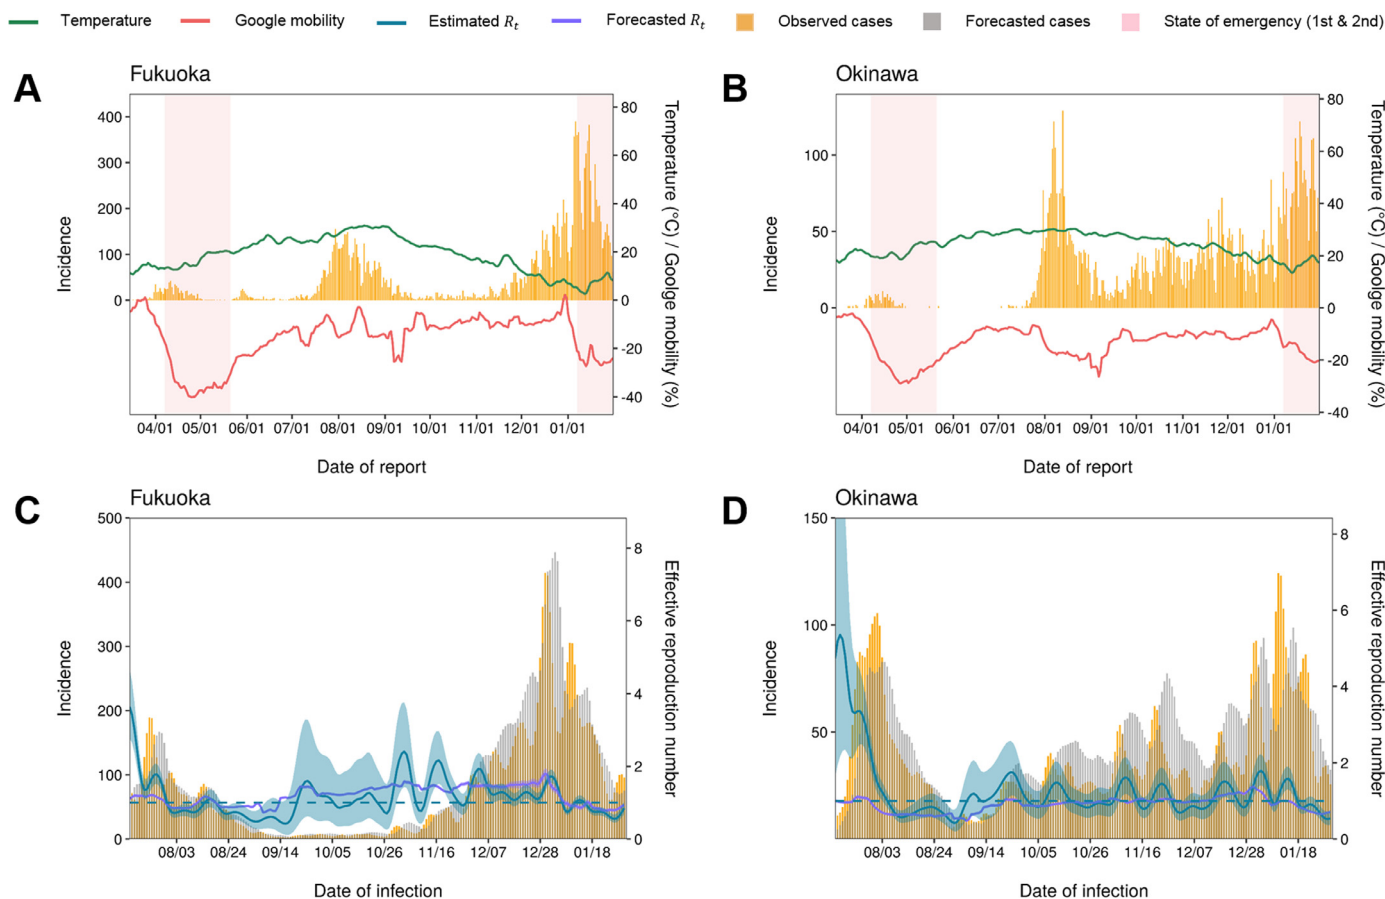 Temperature Google mobility Estimated Rt Forecasted Rt Observed cases Forecasted cases State of emergency (1st & 2nd)
A Fukuoka
400
300
200
100
0
Incidence
80
60
40
20
0
-20
-40
Temperature (°C) / Goolge mobility (%)
04/01 05/01 06/01 07/01 08/01 09/01 10/01 11/01 12/01 01/01
Date of report
B Okinawa
100
50
0
Incidence
80
60
40
20
0
-20
-40
Temperature (°C) / Goolge mobility (%)
04/01 05/01 06/01 07/01 08/01 09/01 10/01 11/01 12/01 01/01
Date of report
C Fukuoka
500
400
300
200
100
0
Incidence
8
6
4
2
0
Effective reproduction number
08/03 08/24 09/14 10/05 10/26 11/16 12/07 12/28 01/18
Date of infection
D Okinawa
150
100
50
0
Incidence
8
6
4
2
0
Effective reproduction number
08/03 08/24 09/14 10/05 10/26 11/16 12/07 12/28 01/18
Date of infection